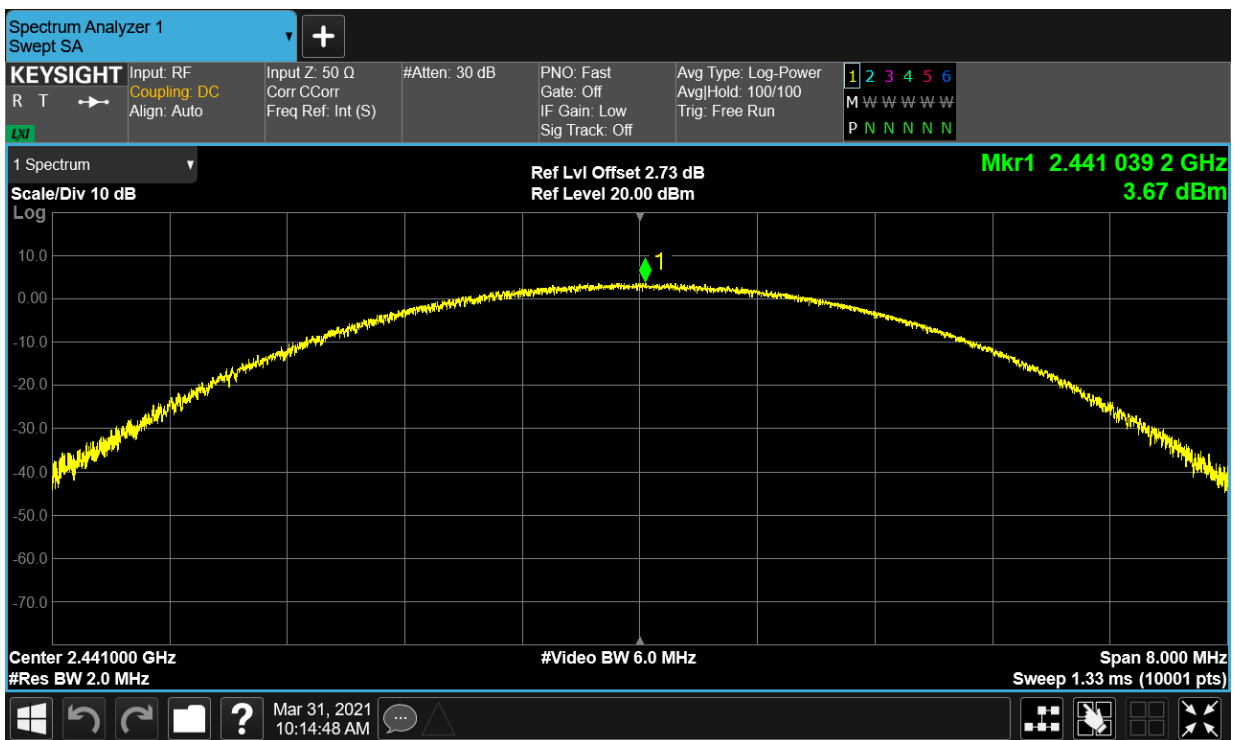 Spectrum Analyzer 1
Swept SA
+
KEYSIGHT
R T
LXI
Input: RF
Coupling: DC
Align: Auto
Input Z: 50 Ω
Corr CCorr
Freq Ref: Int (S)
#Atten: 30 dB
PNO: Fast
Gate: Off
IF Gain: Low
Sig Track: Off
Avg Type: Log-Power
Avg|Hold: 100/100
Trig: Free Run
1 2 3 4 5 6
M W W W W W
P N N N N N
1 Spectrum
Scale/Div 10 dB
Log
Ref Lvl Offset 2.73 dB
Ref Level 20.00 dBm
Mkr1 2.441 039 2 GHz
3.67 dBm
1
10.0
0.00
-10.0
-20.0
-30.0
-40.0
-50.0
-60.0
-70.0
Center 2.441000 GHz
#Res BW 2.0 MHz
#Video BW 6.0 MHz
Span 8.000 MHz
Sweep 1.33 ms (10001 pts)
?
Mar 31, 2021
10:14:48 AM